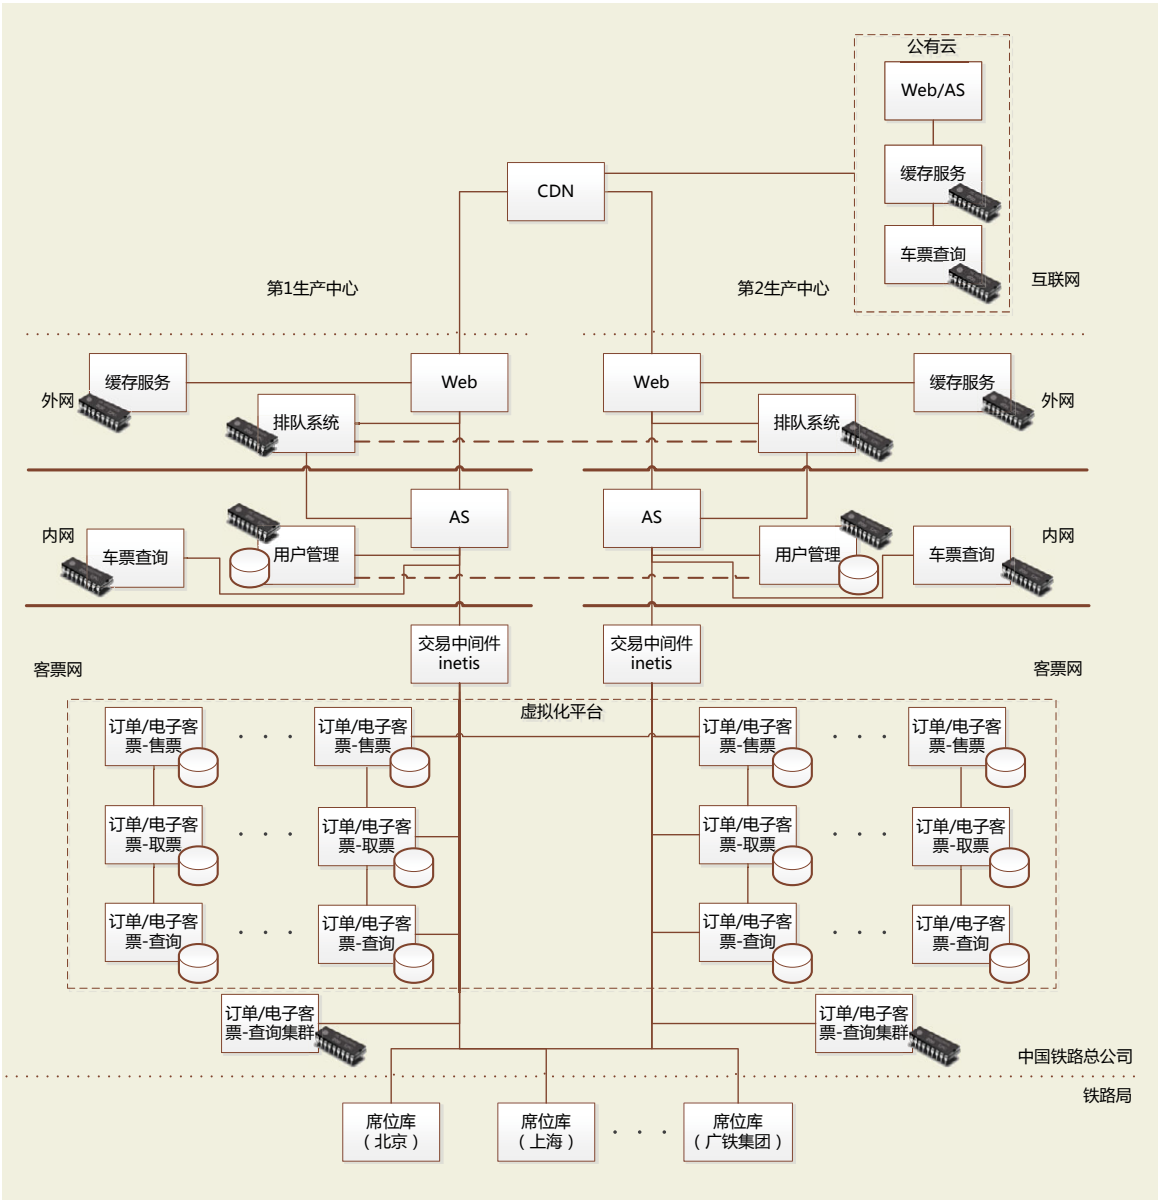 公有云
Web/AS
缓存服务
车票查询
互联网
CDN
第1生产中心
第2生产中心
缓存服务
Web
Web
缓存服务
外网
排队系统
排队系统
外网
AS
AS
内网
车票查询
用户管理
用户管理
车票查询
内网
交易中间件
inetis
交易中间件
inetis
客票网
客票网
虚拟化平台
订单/电子客
票-售票
订单/电子客
票-售票
订单/电子客
票-售票
订单/电子客
票-售票
订单/电子客
票-取票
订单/电子客
票-取票
订单/电子客
票-取票
订单/电子客
票-取票
订单/电子客
票-查询
订单/电子客
票-查询
订单/电子客
票-查询
订单/电子客
票-查询
订单/电子客
票-查询集群
订单/电子客
票-查询集群
中国铁路总公司
铁路局
席位库
（北京）
席位库
（上海）
席位库
（广铁集团）